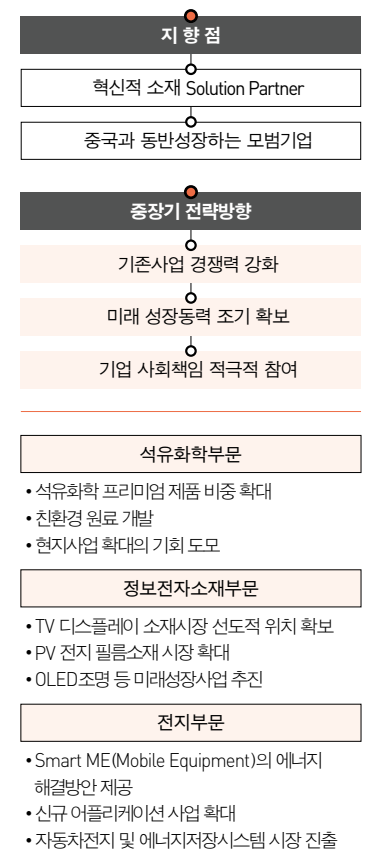 지 향 점
혁신적 소재 Solution Partner
중국과 동반성장하는 모범기업
중장기 전략방향
기존사업 경쟁력 강화
미래 성장동력 조기 확보
기업 사회책임 적극적 참여
석유화학부문
• 석유화학 프리미엄 제품 비중 확대
• 친환경 원료 개발
• 현지사업 확대의 기회 도모
정보전자소재부문
• TV 디스플레이 소재시장 선도적 위치 확보
• PV 전지 필름소재 시장 확대
• OLED조명 등 미래성장사업 추진
전지부문
• Smart ME(Mobile Equipment)의 에너지
해결방안 제공
• 신규 어플리케이션 사업 확대
• 자동차전지 및 에너지저장시스템 시장 진출